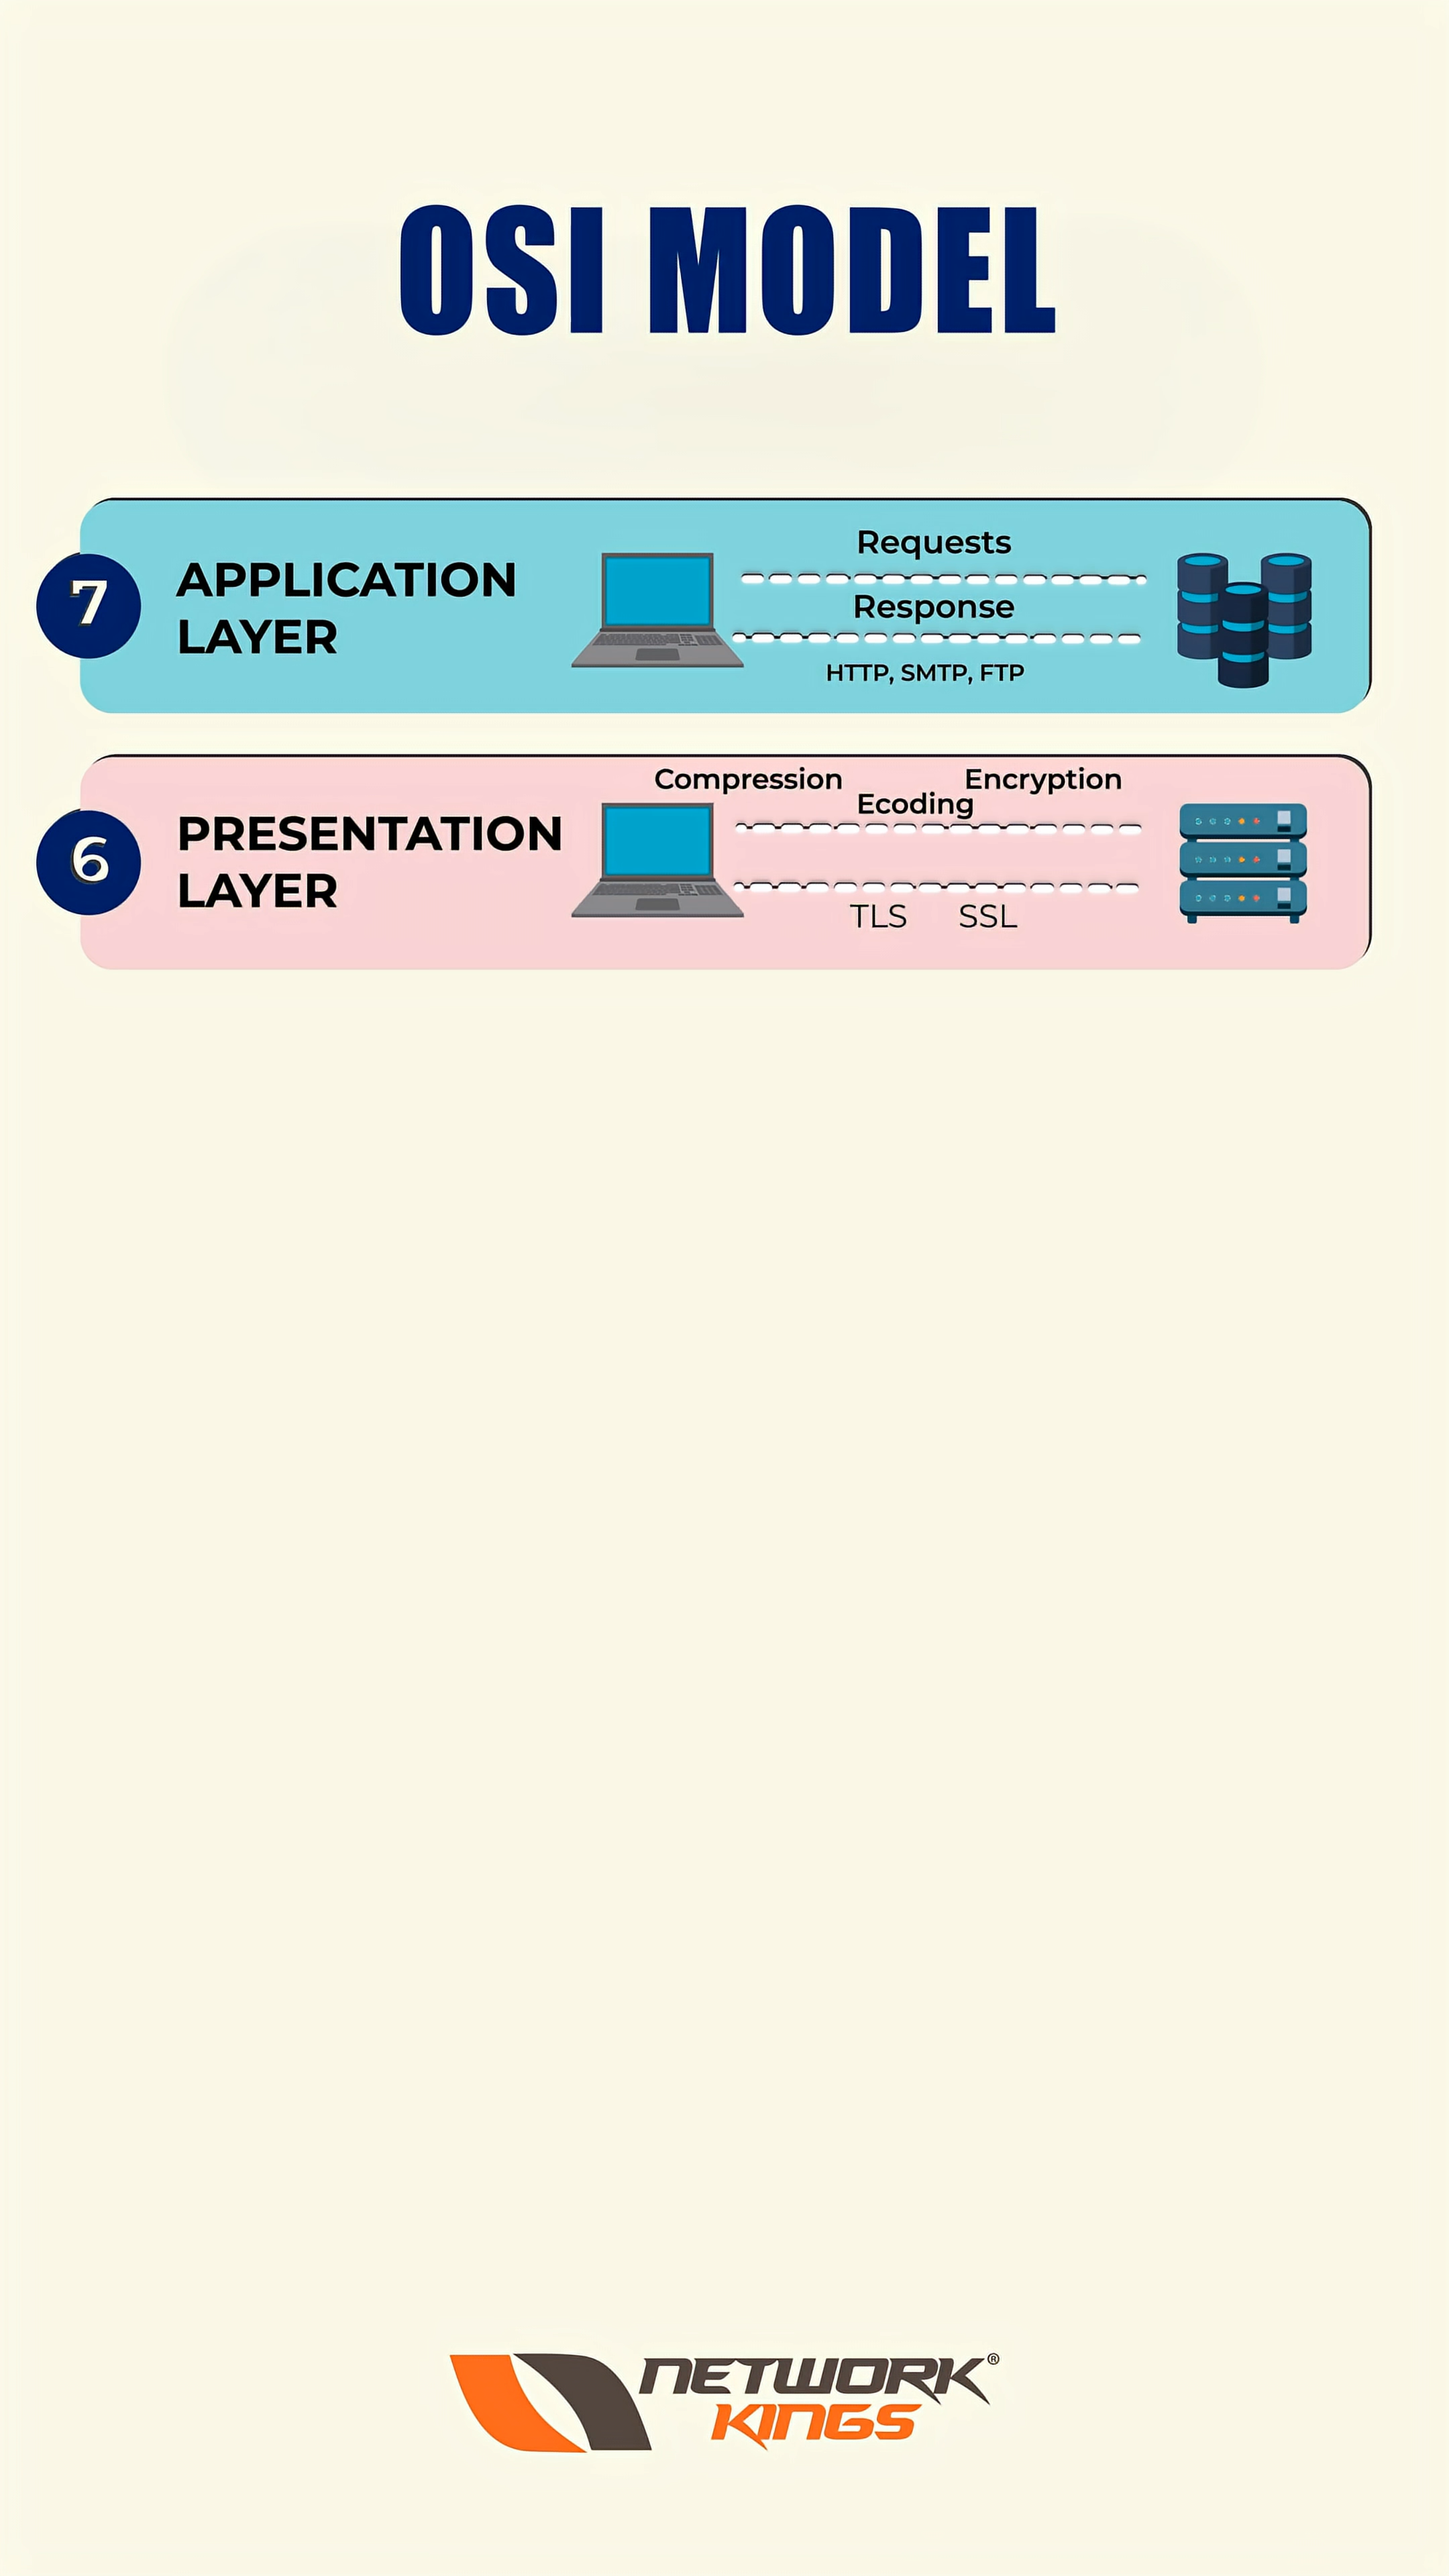 OSI MODEL
7
APPLICATION
LAYER
Requests
Response
HTTP, SMTP, FTP
6
PRESENTATION
LAYER
Compression
Encryption
Ecoding
TLS SSL
NETWORK®
KINGS